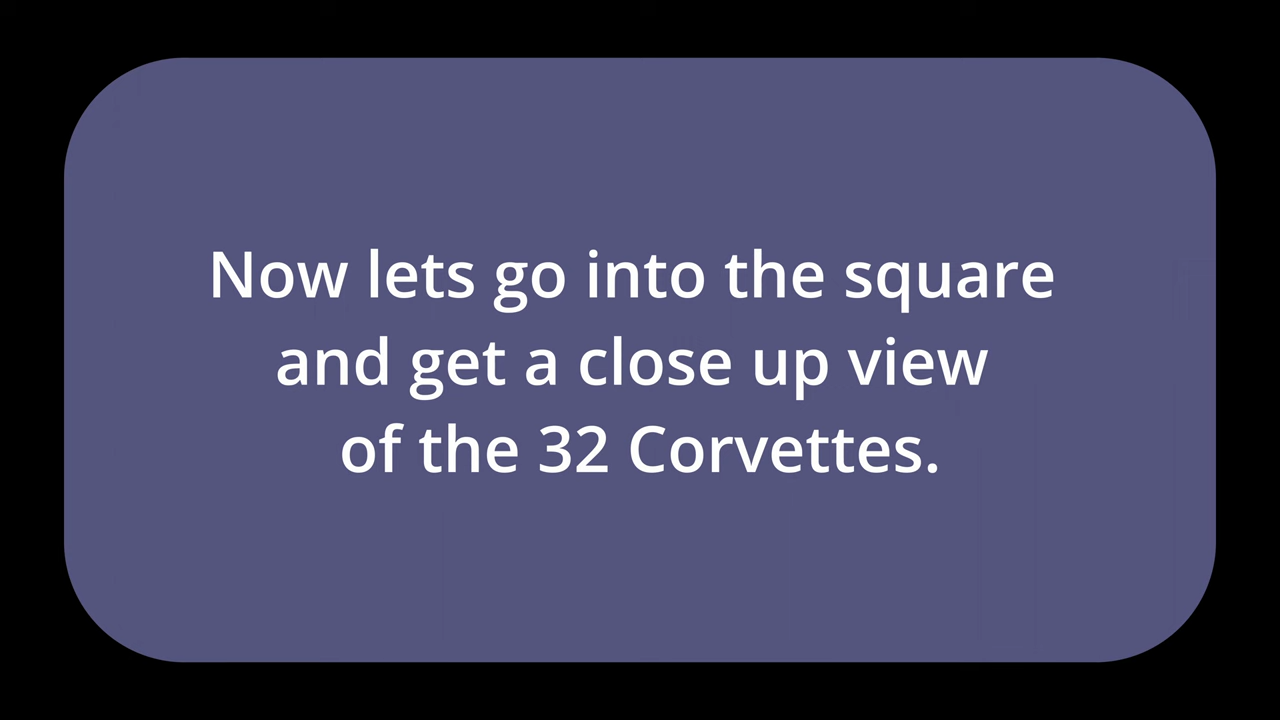 Now lets go into the square
and get a close up view
of the 32 Corvettes.